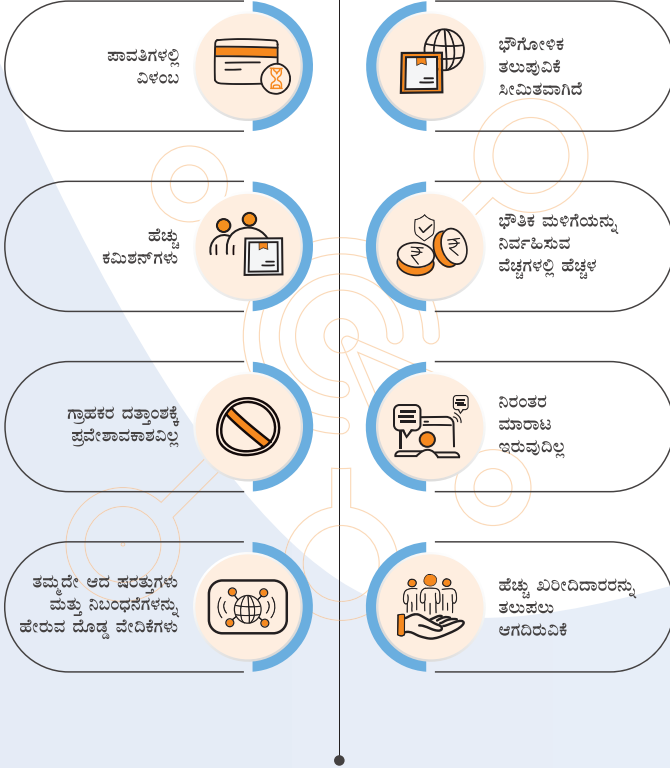 ಪಾವತಿಗಳಲ್ಲಿ
ವಿಳಂಬ
ಭೌಗೋಳಿಕ
ತಲುಪುವಿಕೆ
ಸೀಮಿತವಾಗಿದೆ
ಹೆಚ್ಚು
ಕಮಿಶನ್‌ಗಳು
ಭೌತಿಕ ಮಳಿಗೆಯನ್ನು
ನಿರ್ವಹಿಸುವ
ವೆಚ್ಚಗಳಲ್ಲಿ ಹೆಚ್ಚಳ
ಗ್ರಾಹಕರ ದತ್ತಾಂಶಕ್ಕೆ
ಪ್ರವೇಶಾವಕಾಶವಿಲ್ಲ
ನಿರಂತರ
ಮಾರಾಟ
ಇರುವುದಿಲ್ಲ
ತಮ್ಮದೇ ಆದ ಷರತ್ತುಗಳು
ಮತ್ತು ನಿಬಂಧನೆಗಳನ್ನು
ಹೇರುವ ದೊಡ್ಡ ವೇದಿಕೆಗಳು
ಹೆಚ್ಚು ಖರೀದಿದಾರರನ್ನು
ತಲುಪಲು
ಆಗದಿರುವಿಕೆ